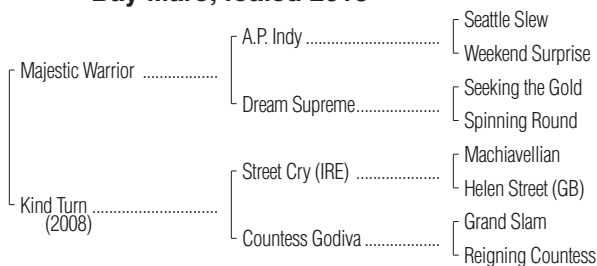 Majestic Warrior ..................
A.P. Indy ................................
Seattle Slew
Weekend Surprise
Dream Supreme....................
Seeking the Gold
Spinning Round
Kind Turn ..............................
(2008)
Street Cry (IRE) ....................
Machiavellian
Helen Street (GB)
Countess Godiva ..................
Grand Slam
Reigning Countess